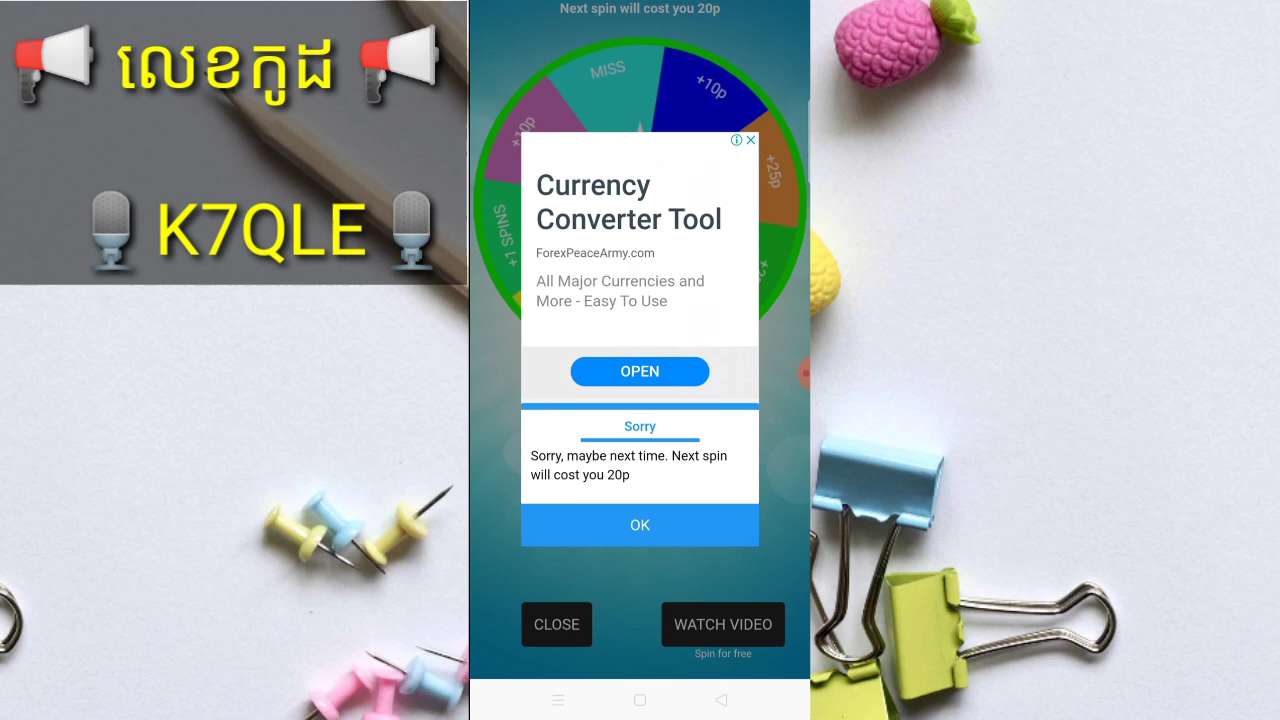 លេខកូដ
K7QLE
Next spin will cost you 20p
MISS
+10p
+10p
+25p
+1 SPINS
Currency
Converter Tool
ForexPeaceArmy.com
All Major Currencies and
More - Easy To Use
OPEN
Sorry
Sorry, maybe next time. Next spin
will cost you 20p
OK
CLOSE
WATCH VIDEO
Spin for free